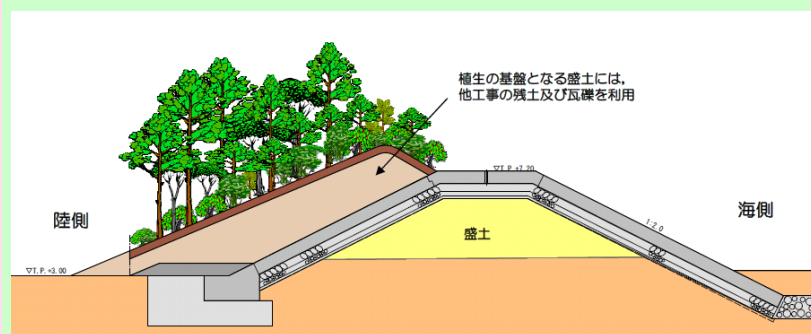 植生の基盤となる盛土には,
他工事の残土及び瓦礫を利用
▽T.P.+7.20
陸側
海側
1:2.0
盛土
▽T.P.+3.00